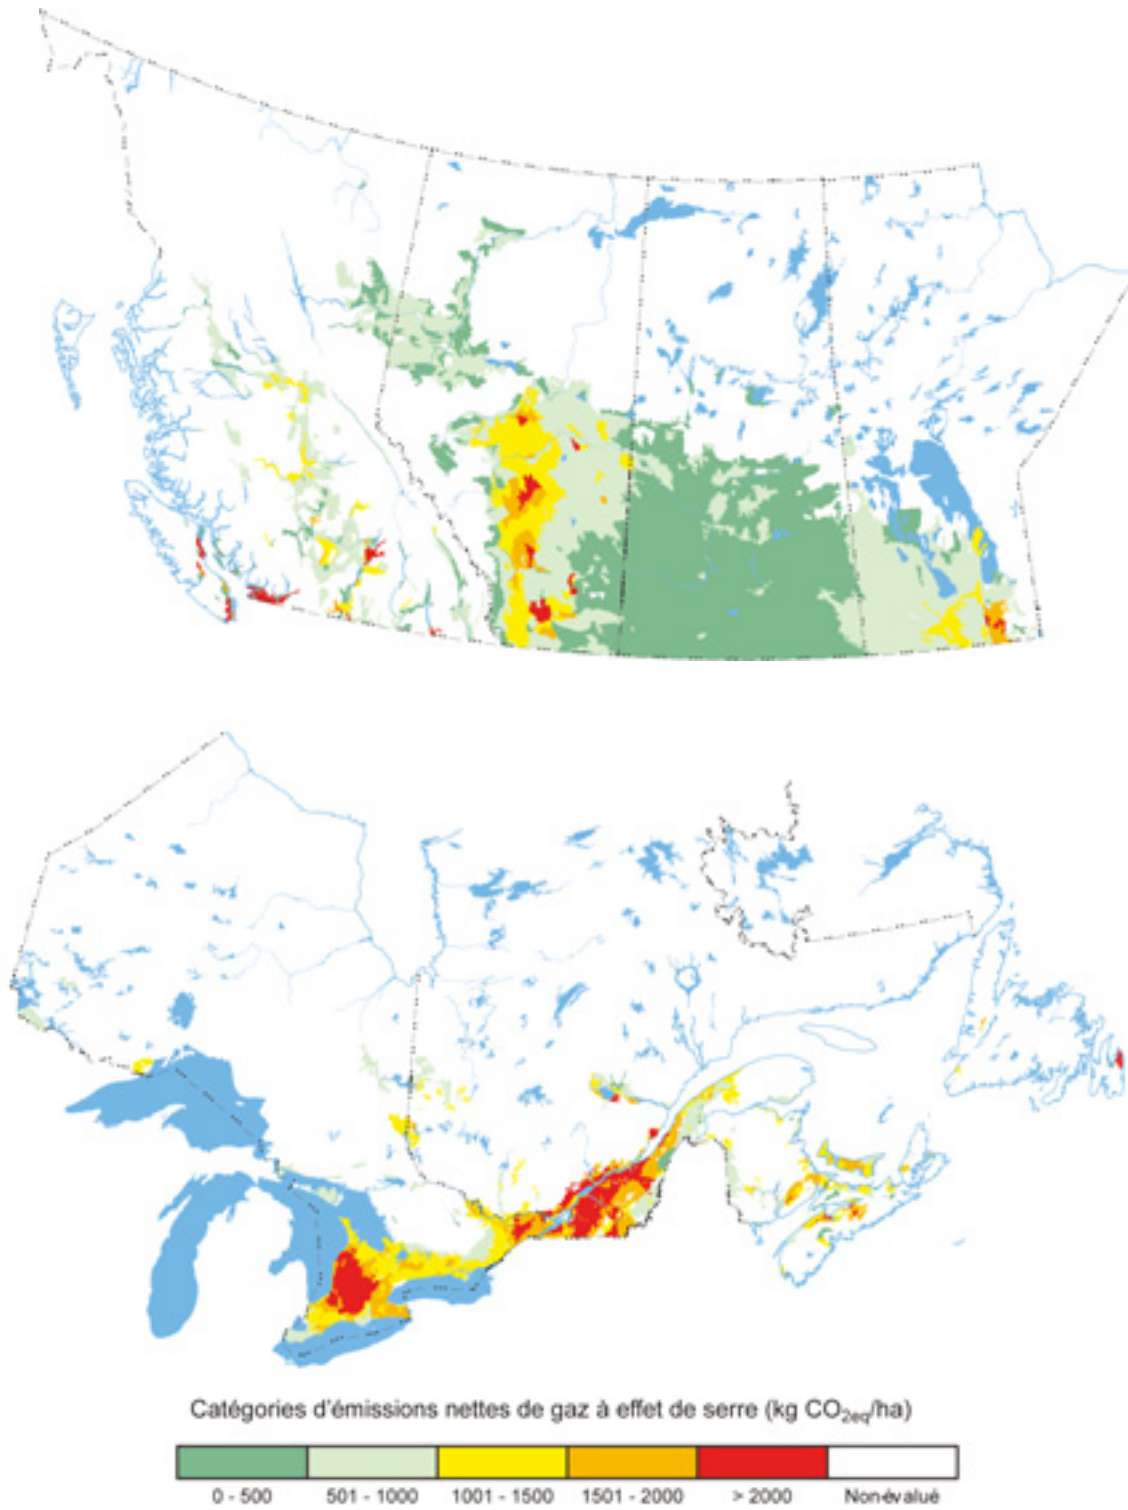 Catégories d'émissions nettes de gaz à effet de serre (kg CO2eq/ha)
0 - 500 501 - 1000 1001 - 1500 1501 - 2000 > 2000 Non-évalué